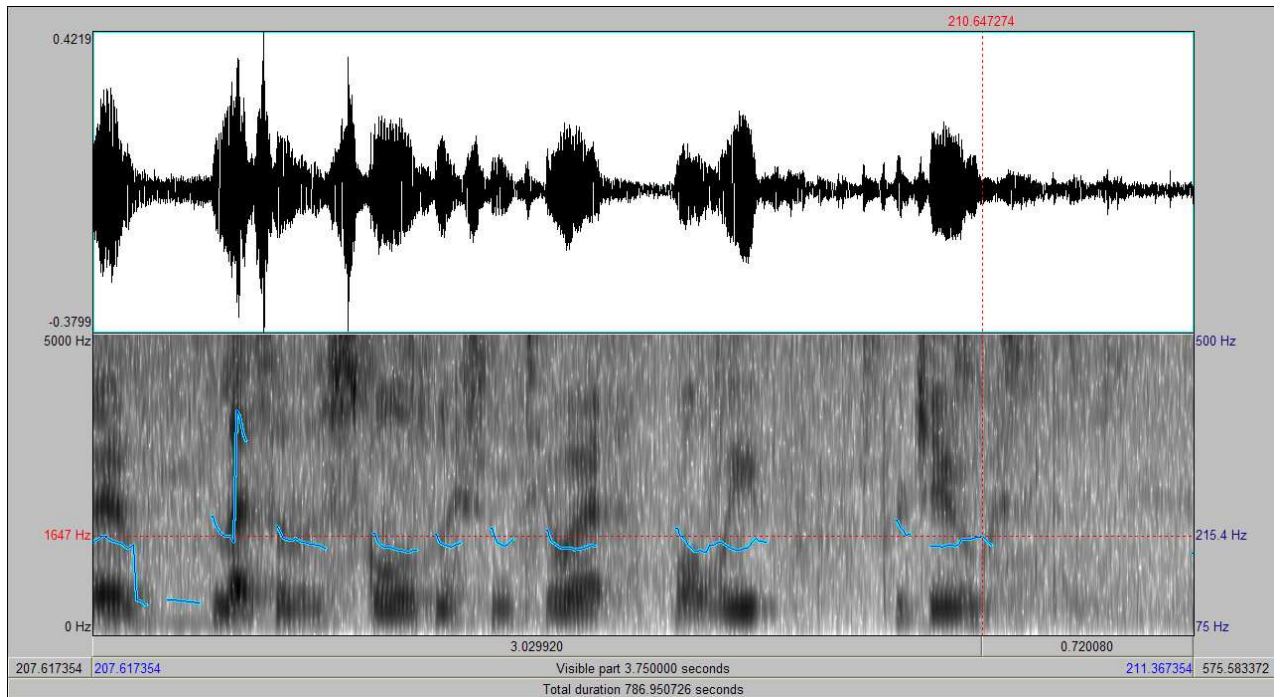 210.647274
0.4219
-0.3799
5000 Hz 500 Hz
1647 Hz 215.4 Hz
0 Hz 75 Hz
3.029920 0.720080
207.617354 207.617354 Visible part 3.750000 seconds 211.367354 575.583372
Total duration 786.950726 seconds